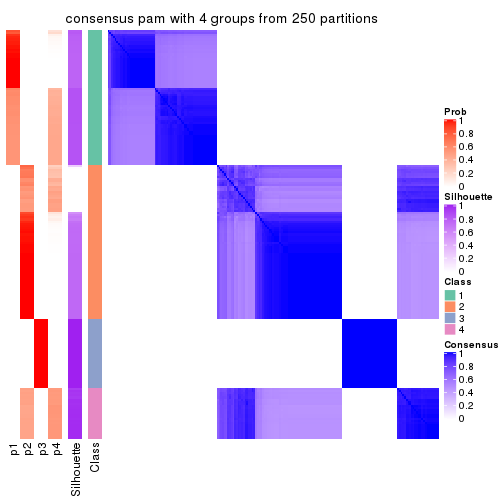 consensus pam with 4 groups from 250 partitions
Prob
1
0.8
0.6
0.4
0.2
0
Silhouette
1
0.8
0.6
0.4
0.2
0
Class
1
2
3
4
Consensus
1
0.8
0.6
0.4
0.2
0
p1
p2
p3
p4
Silhouette
Class